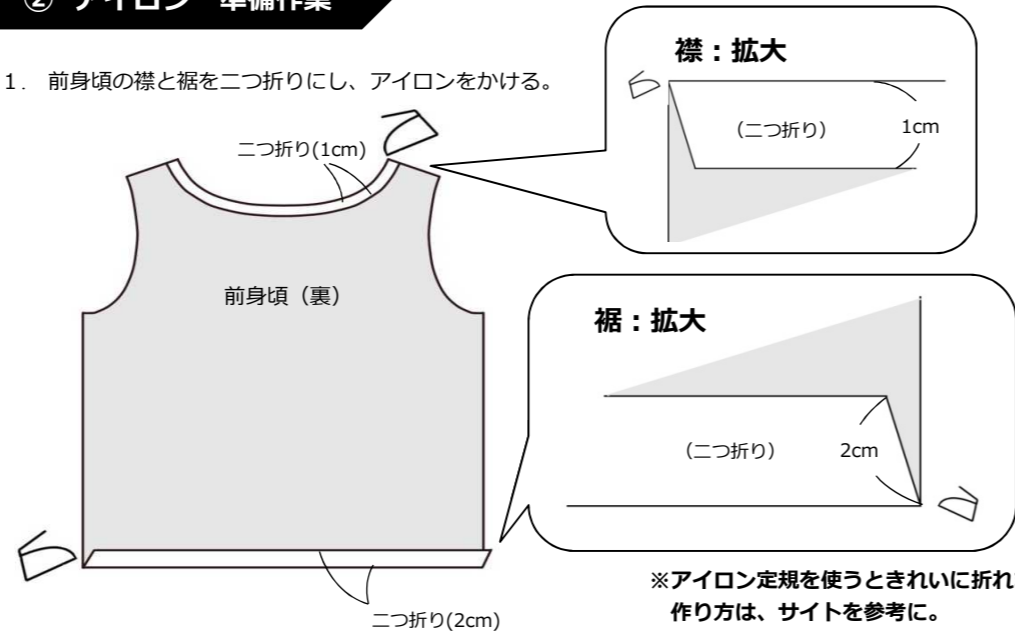 ② アイロン 準備作業
1. 前身頃の襟と裾を二つ折りにし、アイロンをかける。
襟：拡大
（二つ折り）
1cm
二つ折り(1cm)
前身頃（裏）
裾：拡大
（二つ折り）
2cm
二つ折り(2cm)
※アイロン定規を使うときれいに折れ
作り方は、サイトを参考に。